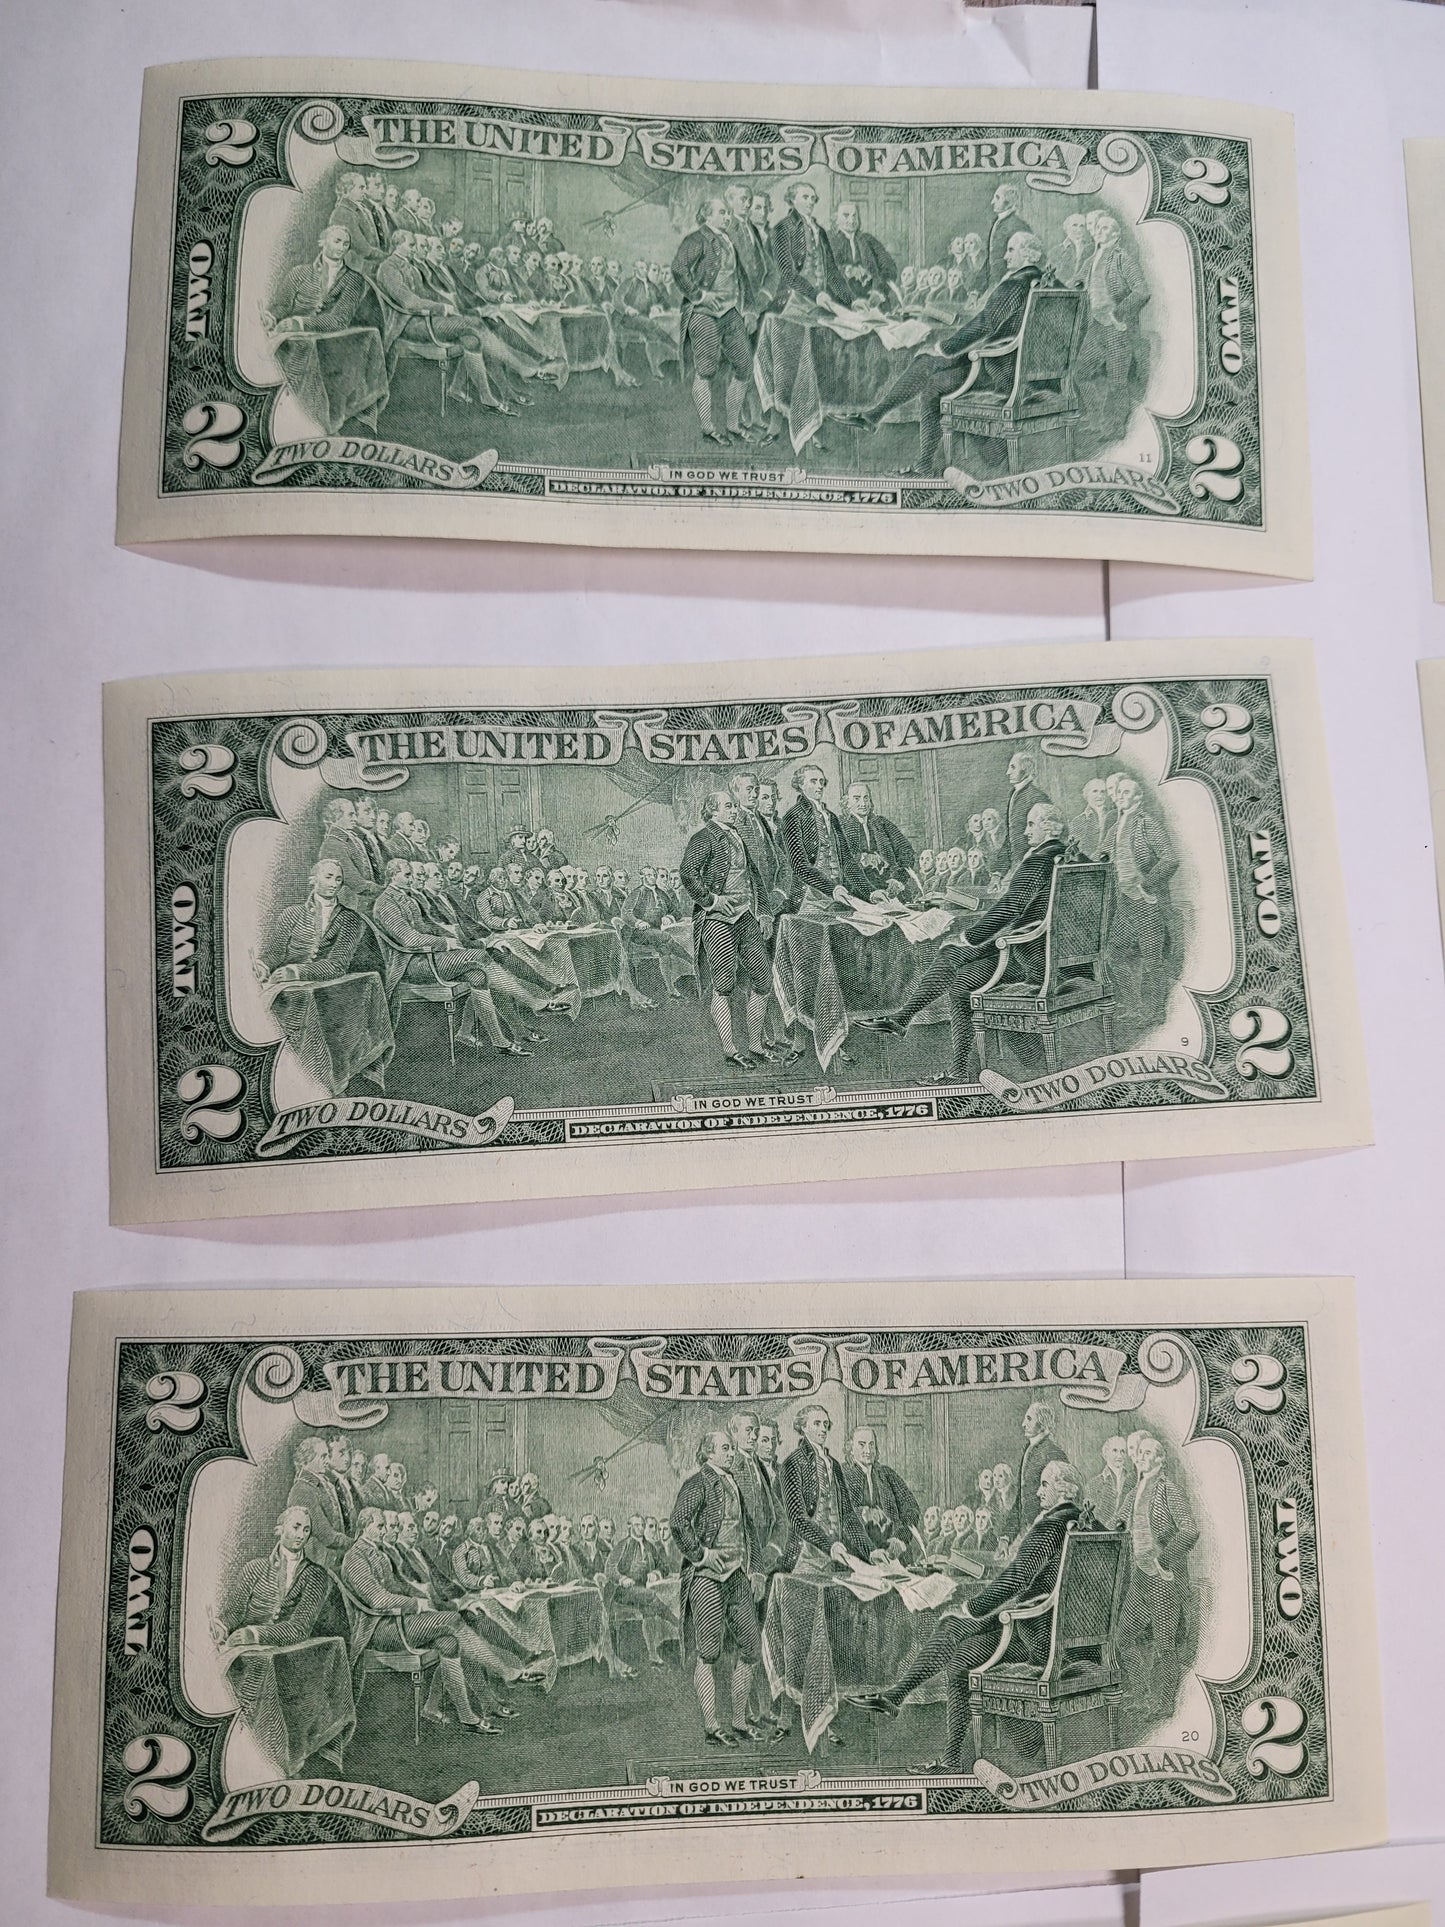 2 THE UNITED STATES OF AMERICA 2
TWO TWO
2 TWO DOLLARS IN GOD WE TRUST 11 TWO DOLLARS 2
DECLARATION OF INDEPENDENCE, 1776
2 THE UNITED STATES OF AMERICA 2
TWO TWO
2 TWO DOLLARS IN GOD WE TRUST 9 TWO DOLLARS 2
DECLARATION OF INDEPENDENCE, 1776
2 THE UNITED STATES OF AMERICA 2
TWO TWO
2 TWO DOLLARS IN GOD WE TRUST 20 TWO DOLLARS 2
DECLARATION OF INDEPENDENCE, 1776